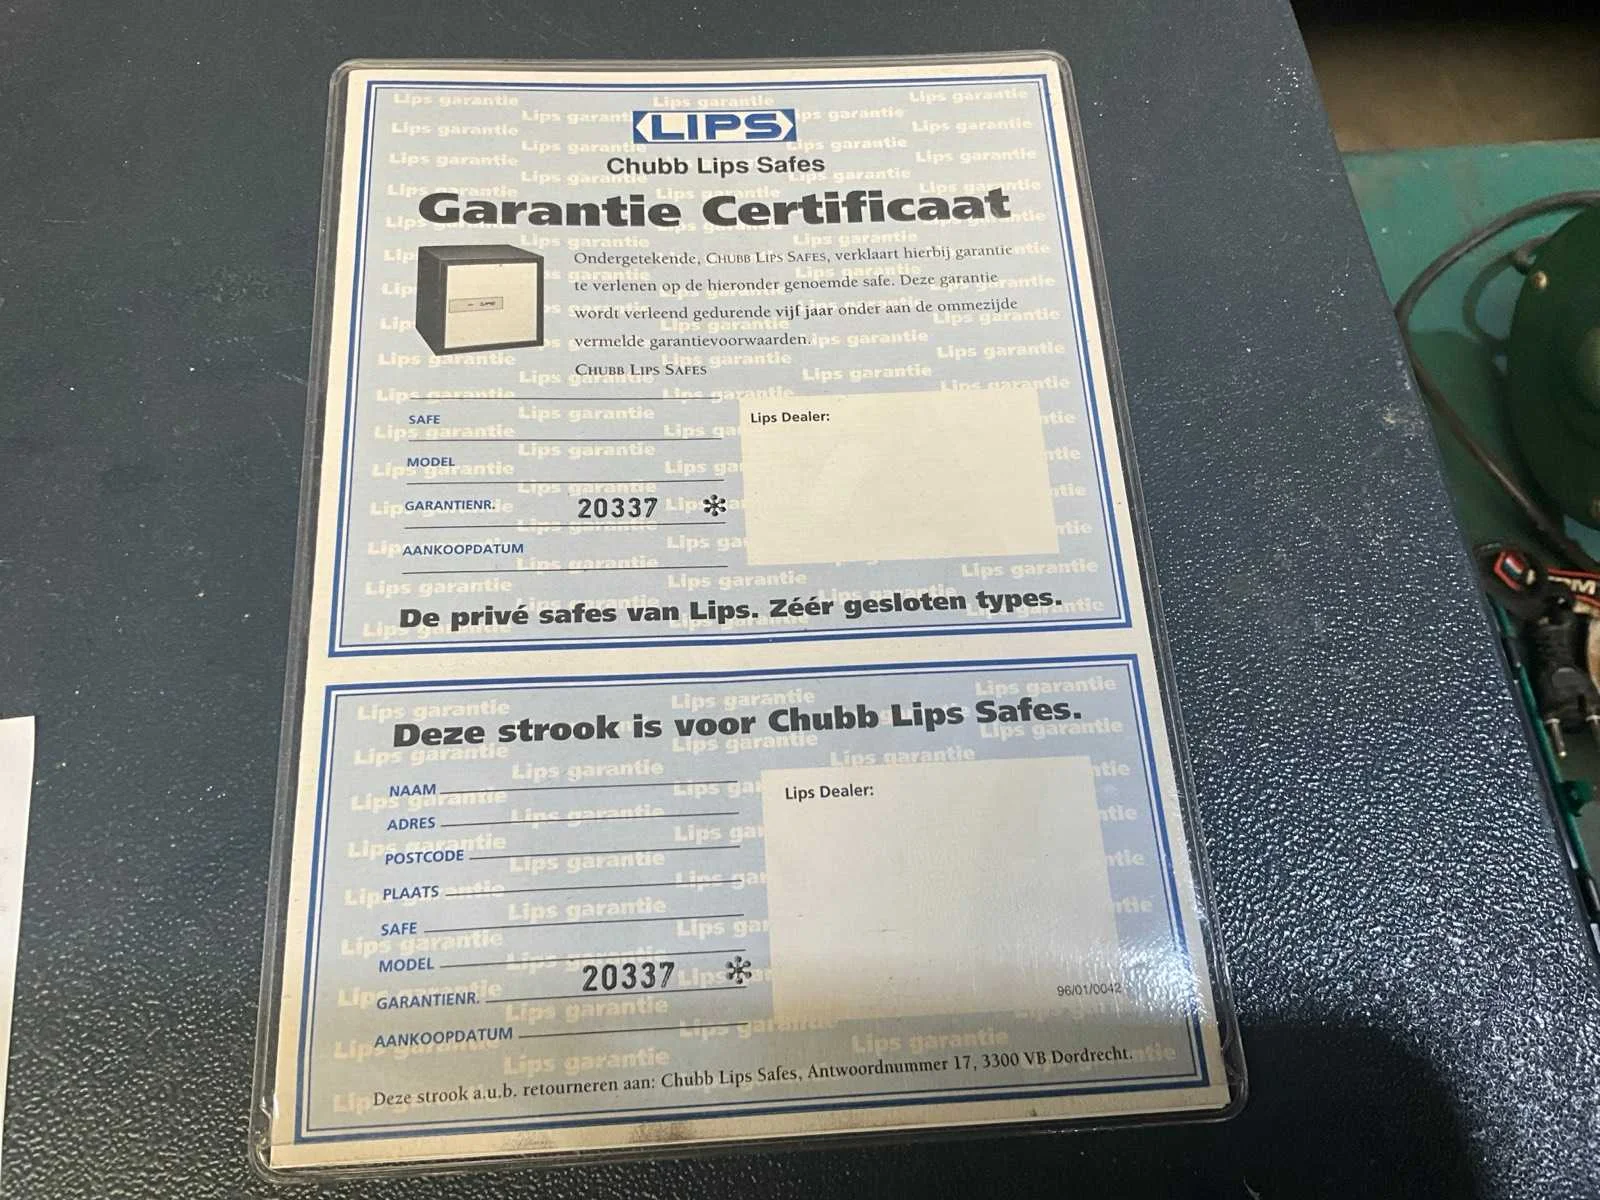 LIPS
Chubb Lips Safes
Garantie Certificaat
Ondergetekende, CHUBB LIPS SAFES, verklaart hierbij garantie
te verlenen op de hieronder genoemde safe. Deze garantie
wordt verleend gedurende vijf jaar onder aan de ommezijde
vermelde garantievoorwaarden.
CHUBB LIPS SAFES
SAFE
MODEL
GARANTIENR. 20337 *
AANKOOPDATUM
Lips Dealer:
De privé safes van Lips. Zéér gesloten types.
Deze strook is voor Chubb Lips Safes.
NAAM
ADRES
POSTCODE
PLAATS
SAFE
MODEL
GARANTIENR. 20337 *
AANKOOPDATUM
Lips Dealer:
96/01/0042
Deze strook a.u.b. retourneren aan: Chubb Lips Safes, Antwoordnummer 17, 3300 VB Dordrecht.
Lips garantie